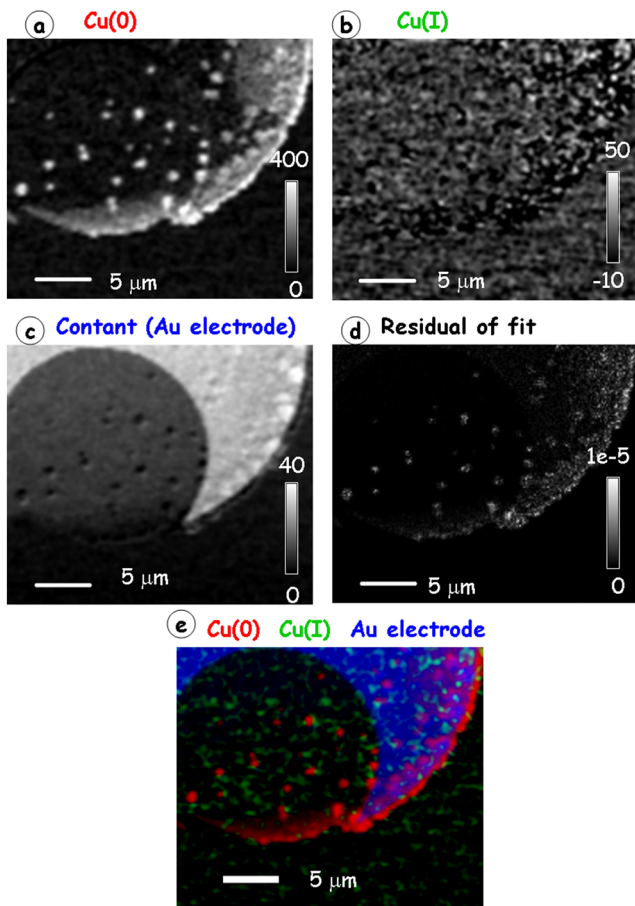 a Cu(0)
b Cu(I)
400
0
5 μm
50
-10
5 μm
c Contant (Au electrode)
d Residual of fit
40
0
5 μm
1e-5
0
5 μm
e Cu(0) Cu(I) Au electrode
5 μm